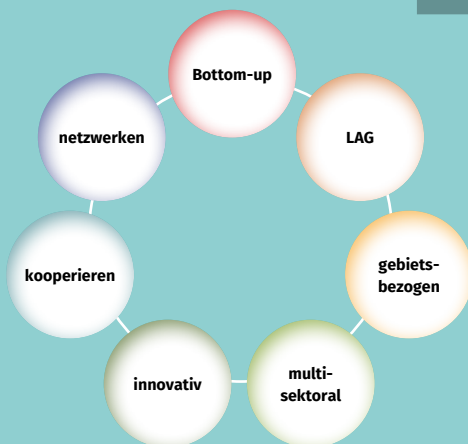 Bottom-up
LAG
gebiets-
bezogen
multi-
sektoral
innovativ
kooperieren
netzwerken